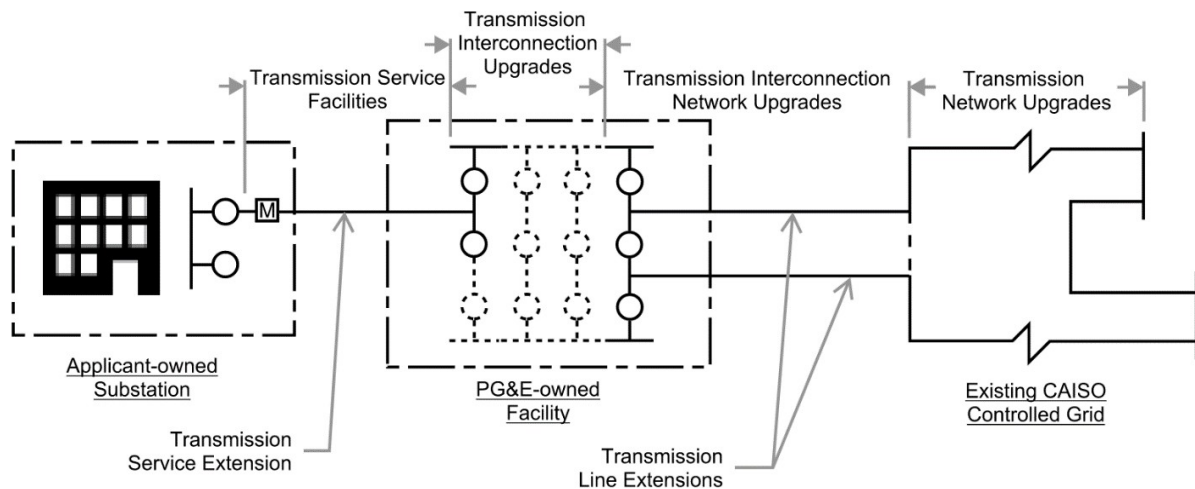 Transmission
Interconnection
Upgrades
Transmission Service
Facilities
Transmission Interconnection
Network Upgrades
Transmission
Network Upgrades
M
Applicant-owned
Substation
PG&E-owned
Facility
Existing CAISO
Controlled Grid
Transmission
Service Extension
Transmission
Line Extensions